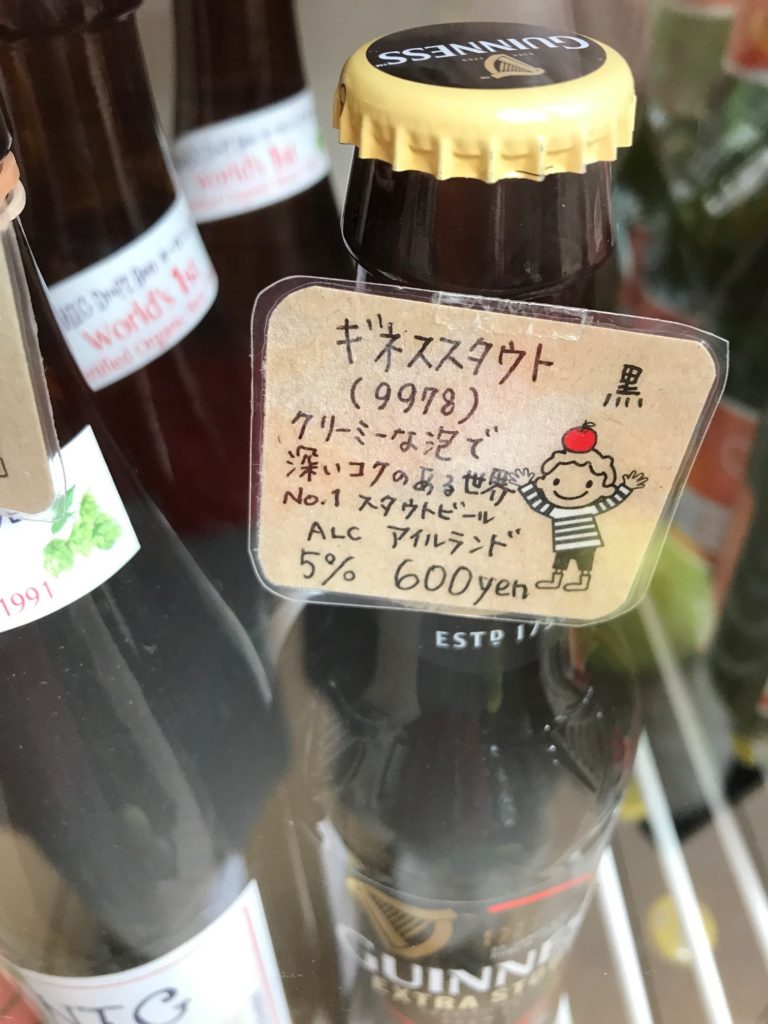 GUINNESS
World's 1st
World's 1st
ギネススタウト
黒
(9978)
クリーミーな泡で
深いコクのある世界
No.1 スタウトビール
ALC アイルランド
5% 600yen
1991
ESTD
GUINNESS
EXTRA